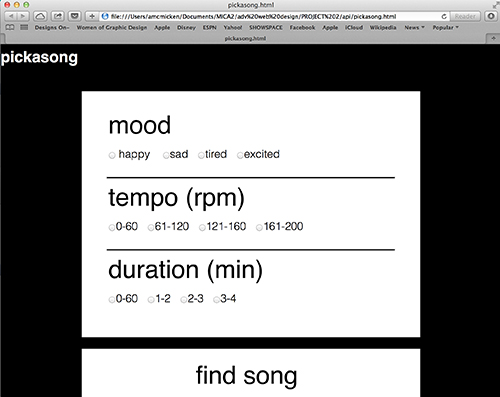 pickasong.html
file:///Users/amcmicken/Documents/MICA2/adv%20web%20design/PROJECT%202/api/pickasong.html
Reader
Designs On– Women of Graphic Design Apple Disney ESPN Yahoo! SHOWSPACE Facebook Apple iCloud Wikipedia News Popular
pickasong.html
pickasong
mood
happy sad tired excited
tempo (rpm)
0-60 61-120 121-160 161-200
duration (min)
0-60 1-2 2-3 3-4
find song